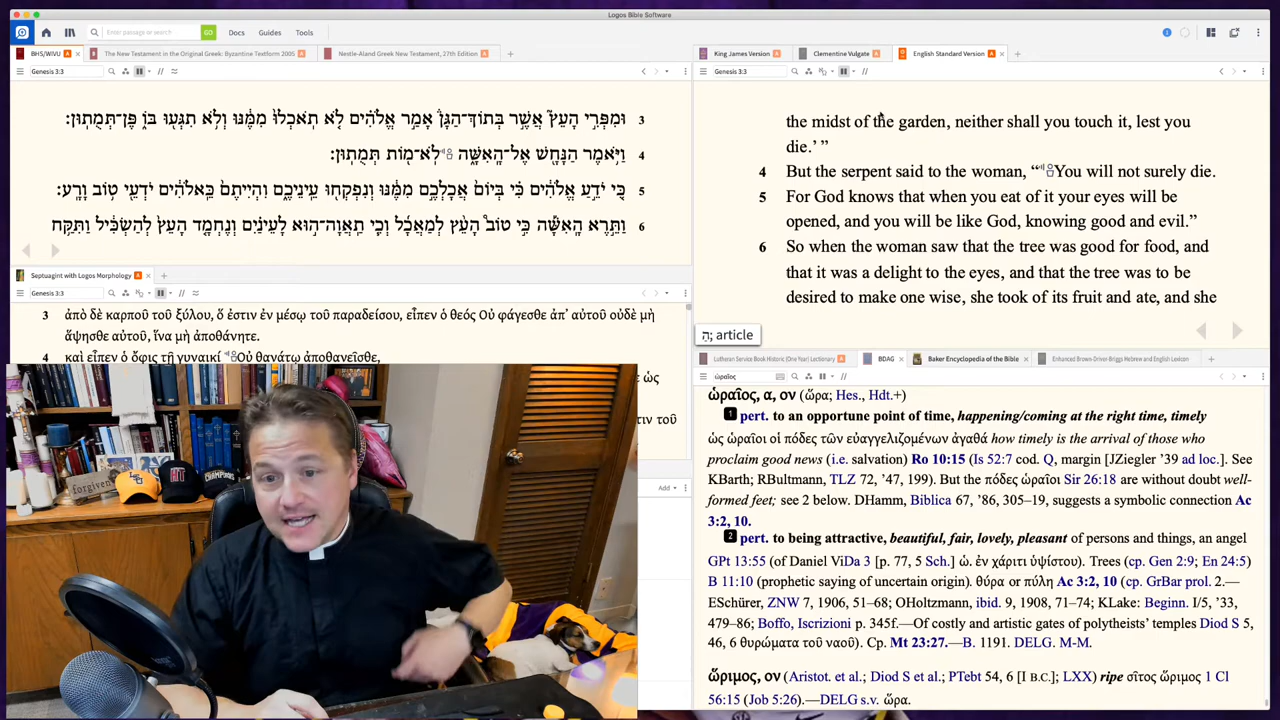 Logos Bible Software
Enter passage or search
GO
Docs
Guides
Tools
BHS/WIVU A
The New Testament in the Original Greek: Byzantine Textform 2005 A
Nestle-Aland Greek New Testament, 27th Edition A
Genesis 3:3
וּמִפְּרִ֣י הָעֵץ֮ אֲשֶׁ֣ר בְּתוֹךְ־הַגָּן֒ אָמַ֣ר אֱלֹהִ֗ים לֹ֤א תֹֽאכְלוּ֙ מִמֶּ֔נּוּ וְלֹ֥א תִגְּע֖וּ בּ֑וֹ פֶּן־תְּמֻתֽוּן׃ 3
וַיֹּ֥אמֶר הַנָּחָ֖שׁ אֶל־הָֽאִשָּׁ֑ה לֹֽא־מ֖וֹת תְּמֻתֽוּן׃ 4
כִּ֚י יֹדֵ֣עַ אֱלֹהִ֔ים כִּ֗י בְּיוֹם֙ אֲכָלְכֶ֣ם מִמֶּ֔נּוּ וְנִפְקְח֖וּ עֵֽינֵיכֶ֑ם וִהְיִיתֶם֙ כֵּֽאלֹהִ֔ים יֹדְעֵ֖י ט֥וֹב וָרָֽע׃ 5
וַתֵּ֣רֶא הָֽאִשָּׁ֡ה כִּ֣י טוֹב֩ הָעֵ֨ץ לְמַאֲכָ֜ל וְכִ֧י תַֽאֲוָה־ה֣וּא לָעֵינַ֗יִם וְנֶחְמָ֤ד הָעֵץ֙ לְהַשְׂכִּ֔יל וַתִּקַּ֥ח 6
Septuagint with Logos Morphology A
Genesis 3:3
3 ἀπὸ δὲ καρποῦ τοῦ ξύλου, ὅ ἐστιν ἐν μέσῳ τοῦ παραδείσου, εἶπεν ὁ θεός Οὐ φάγεσθε ἀπʼ αὐτοῦ οὐδὲ μὴ
ἅψησθε αὐτοῦ, ἵνα μὴ ἀποθάνητε.
4 καὶ εἶπεν ὁ ὄφις τῇ γυναικί Οὐ θανάτῳ ἀποθανεῖσθε,
ὡς
τιν τοῦ
Add
Forgiven
CHAMPIONS
King James Version A
Clementine Vulgate A
English Standard Version A
Genesis 3:3
the midst of the garden, neither shall you touch it, lest you
die.’ ”
4 But the serpent said to the woman, “You will not surely die.
5 For God knows that when you eat of it your eyes will be
opened, and you will be like God, knowing good and evil.”
6 So when the woman saw that the tree was good for food, and
that it was a delight to the eyes, and that the tree was to be
desired to make one wise, she took of its fruit and ate, and she
הַ; article
Lutheran Service Book Historic (One Year) Lectionary A
BDAG
Baker Encyclopedia of the Bible
Enhanced Brown-Driver-Briggs Hebrew and English Lexicon
ὡραῖος
ὡραῖος, α, ον (ὥρα; Hes., Hdt.+)
1 pert. to an opportune point of time, happening/coming at the right time, timely
ὡς ὡραῖοι οἱ πόδες τῶν εὐαγγελιζομένων ἀγαθά how timely is the arrival of those who
proclaim good news (i.e. salvation) Ro 10:15 (Is 52:7 cod. Q, margin [JZiegler ’39 ad loc.]. See
KBarth; RBultmann, TLZ 72, ’47, 199). But the πόδες ὡραῖοι Sir 26:18 are without doubt well-
formed feet; see 2 below. DHamm, Biblica 67, ’86, 305–19, suggests a symbolic connection Ac
3:2, 10.
2 pert. to being attractive, beautiful, fair, lovely, pleasant of persons and things, an angel
GPt 13:55 (of Daniel ViDa 3 [p. 77, 5 Sch.] ὡ. ἐν χάριτι ὑψίστου). Trees (cp. Gen 2:9; En 24:5)
B 11:10 (prophetic saying of uncertain origin). θύρα or πύλη Ac 3:2, 10 (cp. GrBar prol. 2.—
ESchürer, ZNW 7, 1906, 51–68; OHoltzmann, ibid. 9, 1908, 71–74; KLake: Beginn. I/5, ’33,
479–86; Boffo, Iscrizioni p. 345f.—Of costly and artistic gates of polytheists’ temples Diod S 5,
46, 6 θυρώματα τοῦ ναοῦ). Cp. Mt 23:27.—B. 1191. DELG. M-M.
ὥριμος, ον (Aristot. et al.; Diod S et al.; PTebt 54, 6 [I B.C.]; LXX) ripe σῖτος ὥριμος 1 Cl
56:15 (Job 5:26).—DELG s.v. ὥρα.